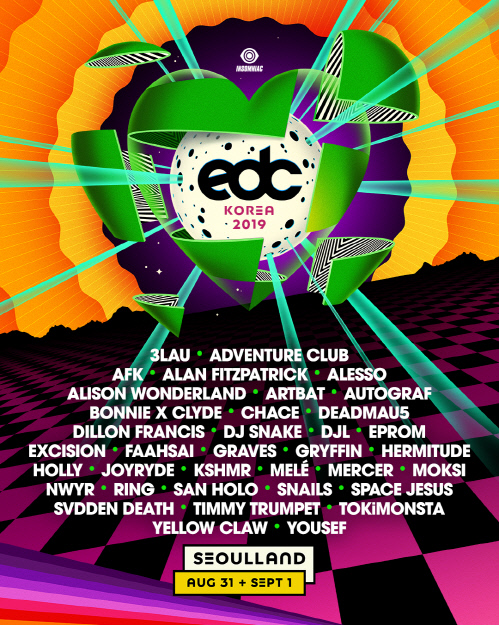 INSOMNIAC
edc
KOREA
2019
3LAU • ADVENTURE CLUB
AFK • ALAN FITZPATRICK • ALESSO
ALISON WONDERLAND • ARTBAT • AUTOGRAF
BONNIE X CLYDE • CHACE • DEADMAU5
DILLON FRANCIS • DJ SNAKE • DJL • EPROM
EXCISION • FAAHSAI • GRAVES • GRYFFIN • HERMITUDE
HOLLY • JOYRYDE • KSHMR • MELÉ • MERCER • MOKSI
NWYR • RING • SAN HOLO • SNAILS • SPACE JESUS
SVDDEN DEATH • TIMMY TRUMPET • TOKiMONSTA
YELLOW CLAW • YOUSEF
SEOULLAND
AUG 31 + SEPT 1